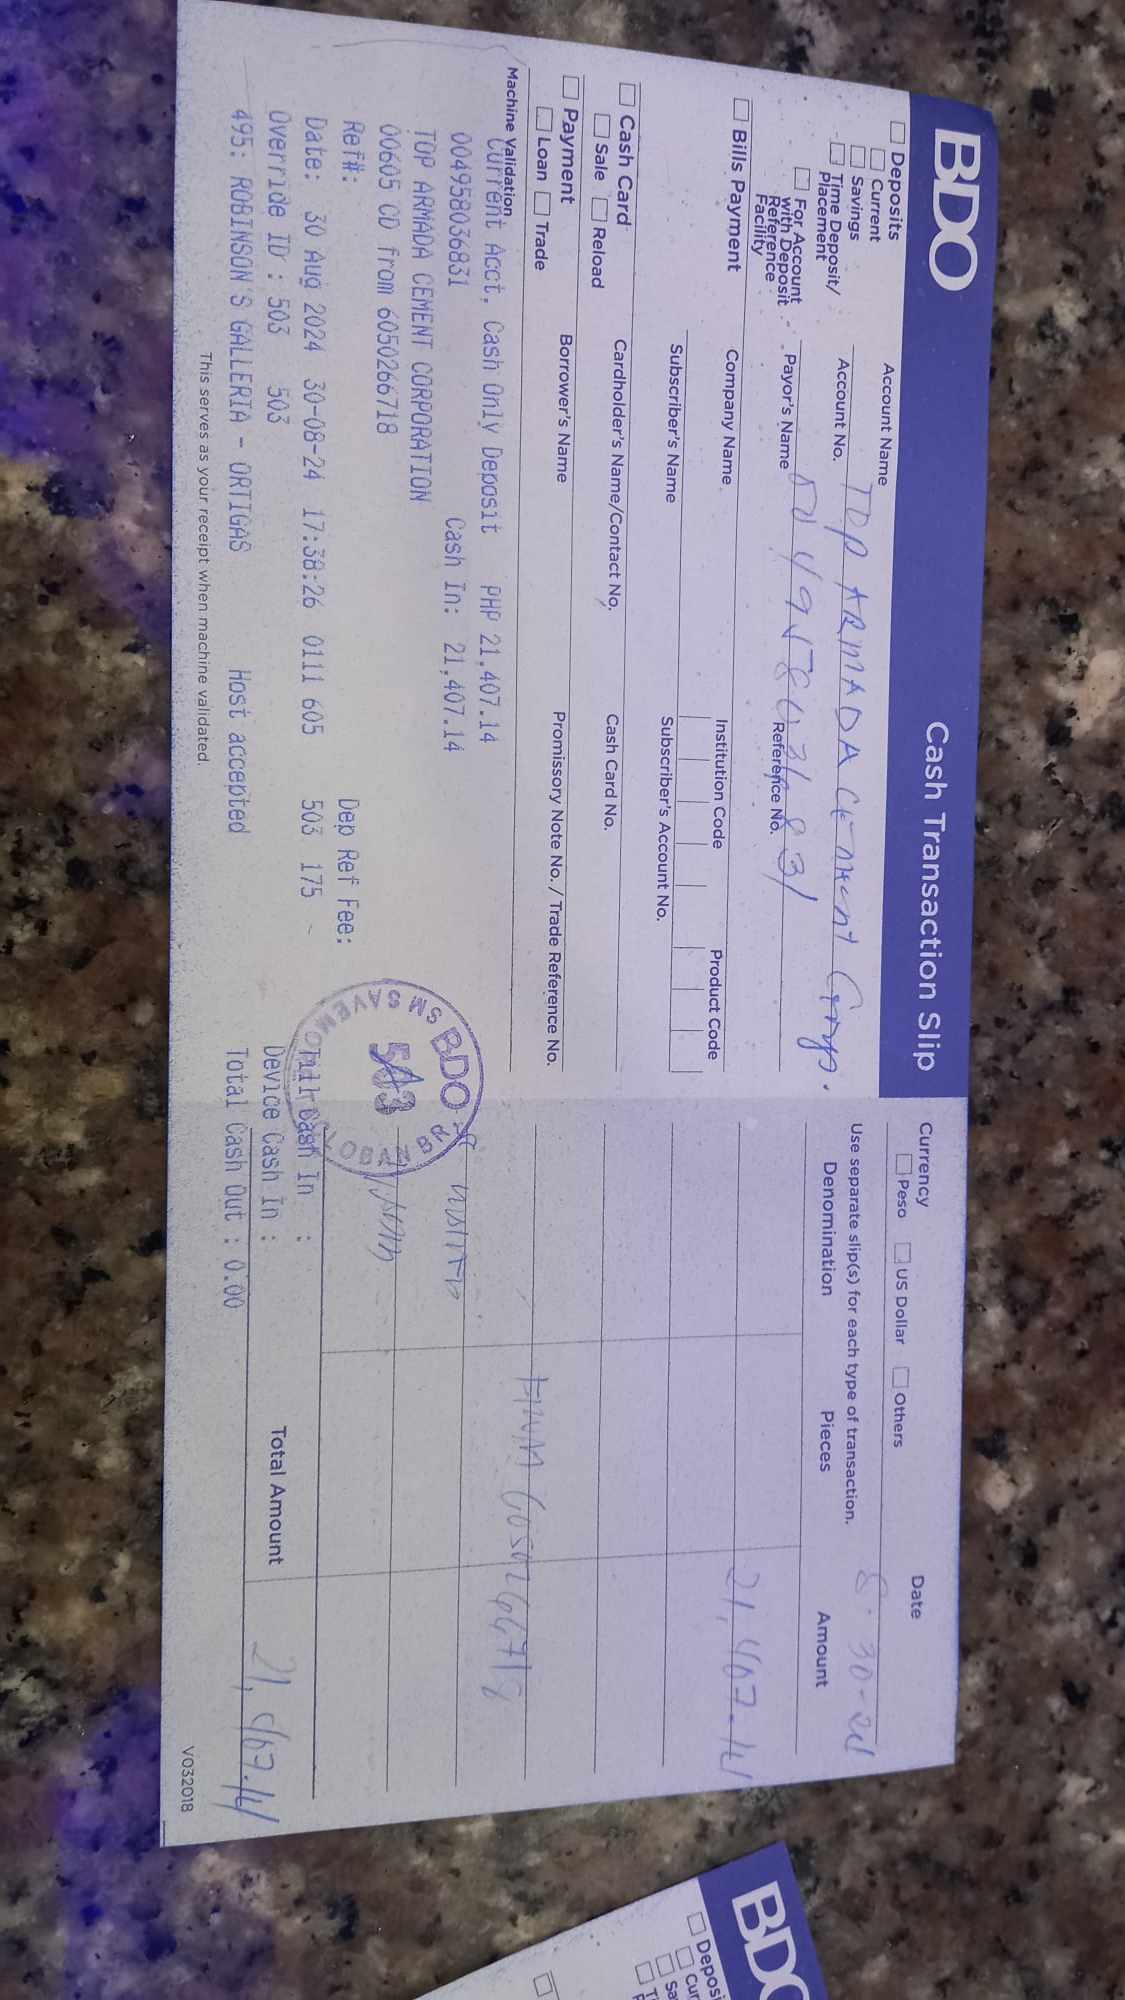 BDO
Cash Transaction Slip
Deposits
Current
Savings
Time Deposit/
Placement
For Account
with Deposit
Reference
Facility
Account Name
TOP ARMADA Cement Corp.
Account No.
004958036831
Payor's Name
Reference No.
Bills Payment
Company Name
Institution Code
Product Code
Subscriber's Name
Subscriber's Account No.
Cash Card
Sale
Reload
Cardholder's Name/Contact No.
Cash Card No.
Payment
Loan
Trade
Borrower's Name
Promissory Note No. / Trade Reference No.
Currency
Peso
US Dollar
Others
Date
8-30-24
Use separate slip(s) for each type of transaction.
Denomination
Pieces
Amount
21,407.14
6050266718
Total Amount
21,407.14
Machine Validation
Current Acct, Cash Only Deposit PHP 21,407.14
004958036831 Cash In: 21,407.14
TOP ARMADA CEMENT CORPORATION
00605 CD from 6050266718
Ref#: Dep Ref Fee:
Date: 30 Aug 2024 30-08-24 17:38:26 0111 605 503 175 Cash In :
Override ID : 503 503 Device Cash In :
495: ROBINSON'S GALLERIA - ORTIGAS Host accepted Total Cash Out : 0.00
This serves as your receipt when machine validated.
V032018
BDO
503
BDO